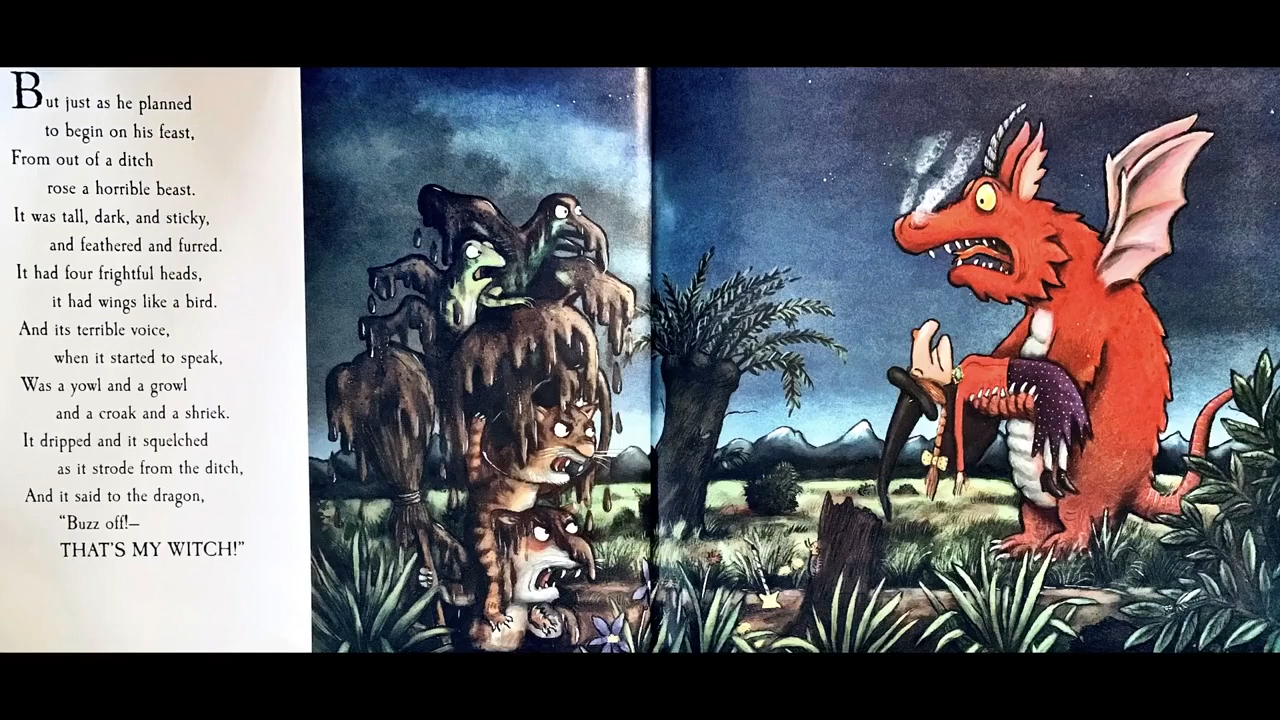 But just as he planned
to begin on his feast,
From out of a ditch
rose a horrible beast.
It was tall, dark, and sticky,
and feathered and furred.
It had four frightful heads,
it had wings like a bird.
And its terrible voice,
when it started to speak,
Was a yowl and a growl
and a croak and a shriek.
It dripped and it squelched
as it strode from the ditch,
And it said to the dragon,
“Buzz off!–
THAT'S MY WITCH!”